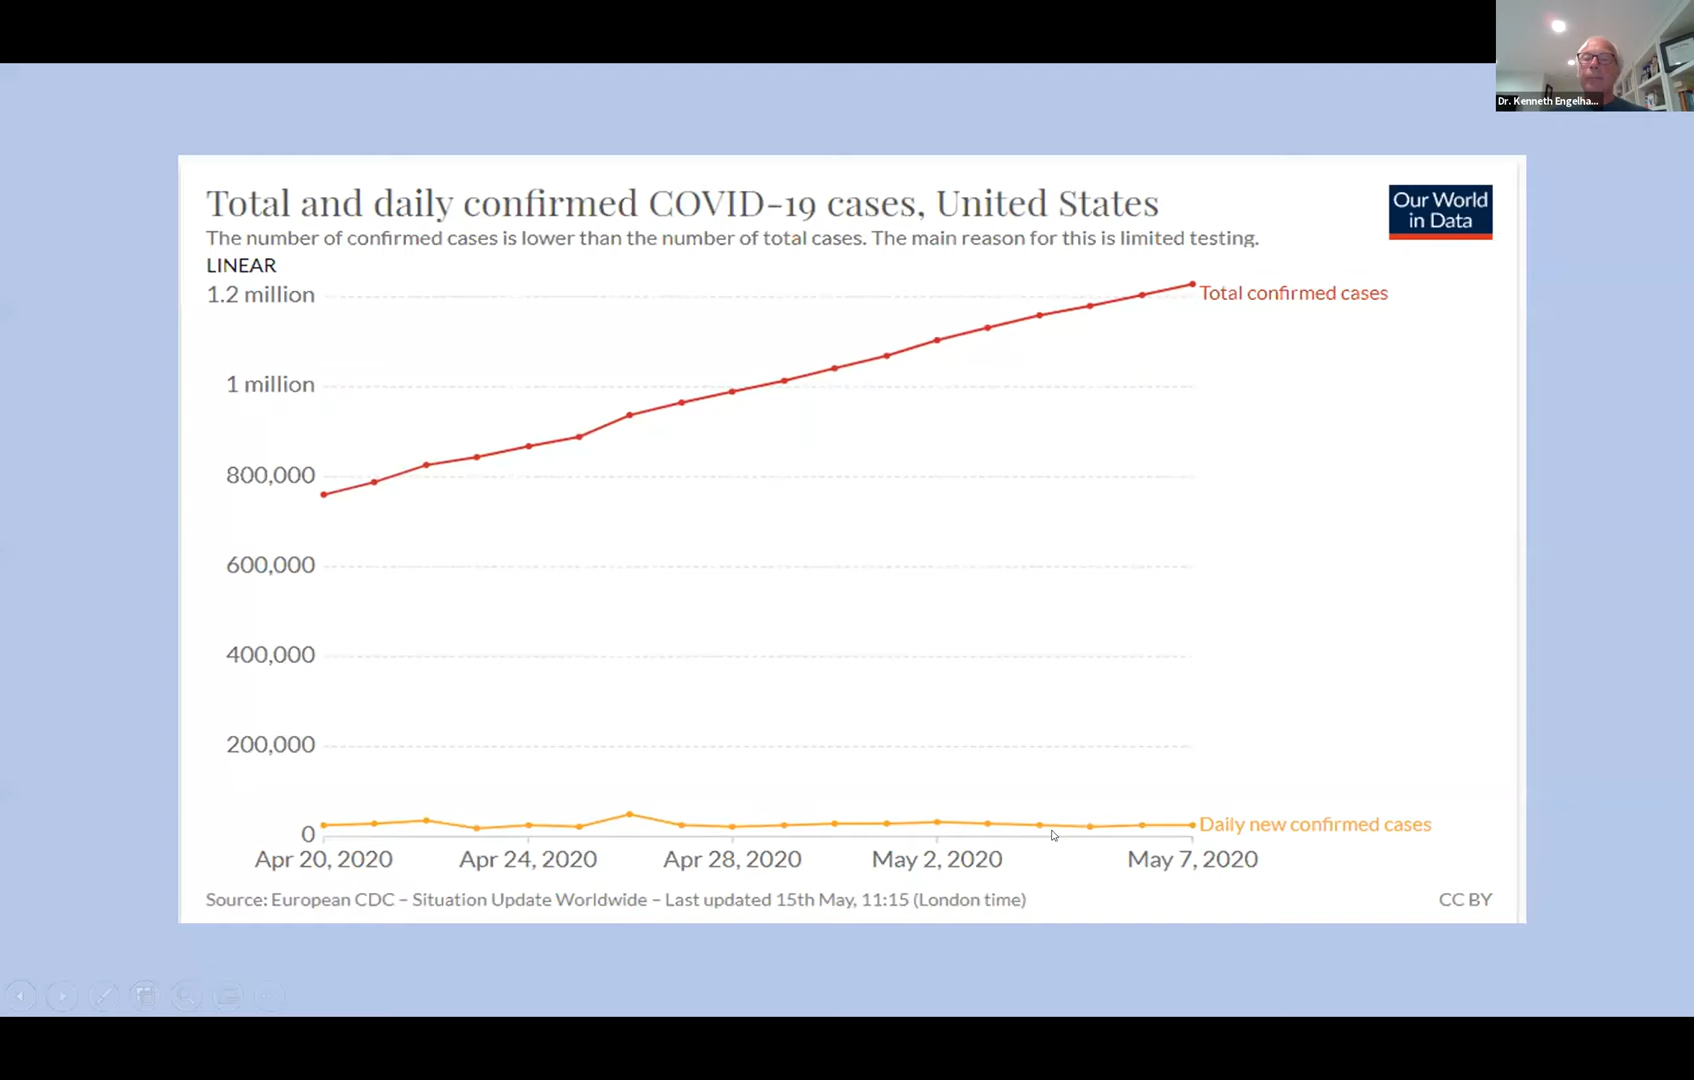 Dr. Kenneth Engelha...
Total and daily confirmed COVID-19 cases, United States
Our World
in Data
The number of confirmed cases is lower than the number of total cases. The main reason for this is limited testing.
LINEAR
1.2 million
Total confirmed cases
1 million
800,000
600,000
400,000
200,000
0
Daily new confirmed cases
Apr 20, 2020 Apr 24, 2020 Apr 28, 2020 May 2, 2020 May 7, 2020
Source: European CDC – Situation Update Worldwide – Last updated 15th May, 11:15 (London time) CC BY